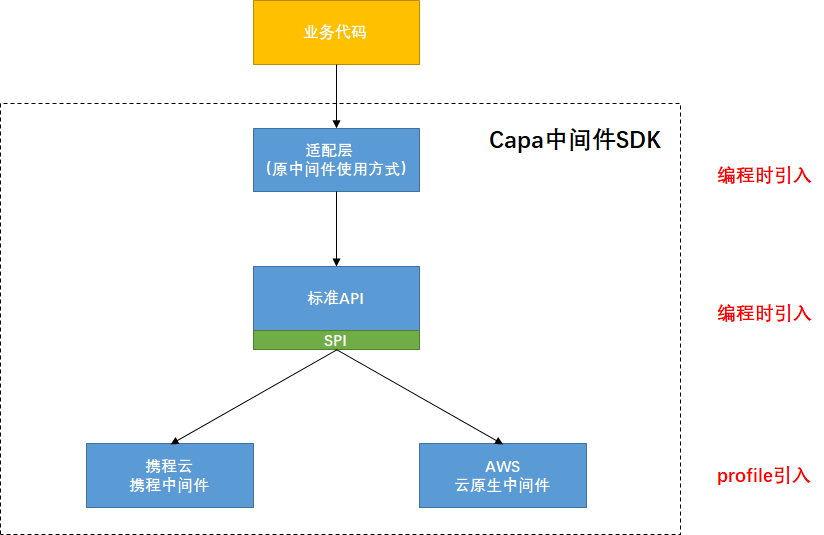 业务代码
Capa中间件SDK
适配层
(原中间件使用方式)
编程时引入
标准API
编程时引入
SPI
携程云
携程中间件
AWS
云原生中间件
profile引入